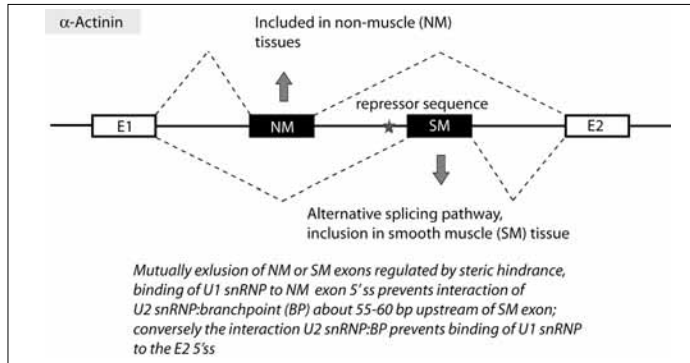 α-Actinin
Included in non-muscle (NM)
tissues
repressor sequence
E1
NM
SM
E2
Alternative splicing pathway,
inclusion in smooth muscle (SM) tissue
Mutually exlusion of NM or SM exons regulated by steric hindrance,
binding of U1 snRNP to NM exon 5'ss prevents interaction of
U2 snRNP:branchpoint (BP) about 55-60 bp upstream of SM exon;
conversely the interaction U2 snRNP:BP prevents binding of U1 snRNP
to the E2 5'ss